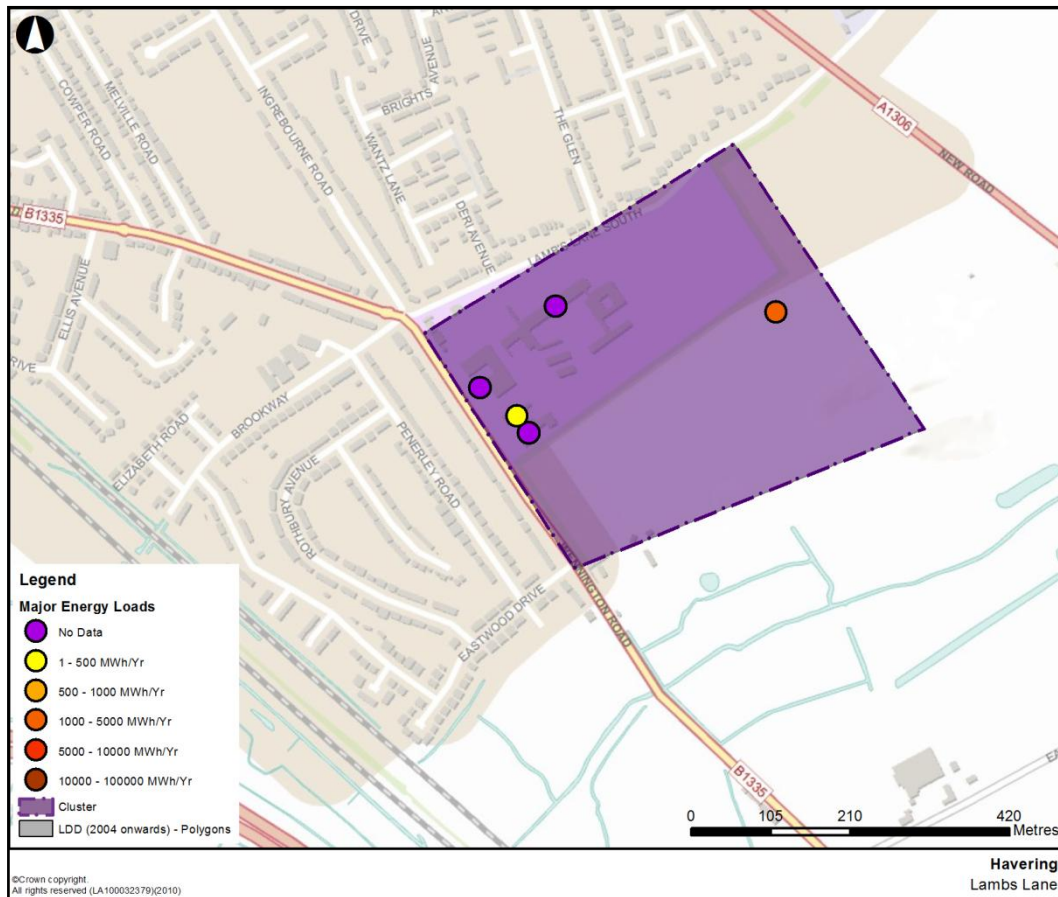 COWPER ROAD
MELVILLE ROAD
DRIVE
AVENUE
BRIGHTS
INGREBOURNE ROAD
WANTZ LANE
THE GLEN
DERI AVENUE
A1306
NEW ROAD
B1335
LAMB'S LANE SOUTH
ELLIS AVENUE
DRIVE
BROOKWAY
ELIZABETH ROAD
PENERLEY ROAD
ROTHBURY AVENUE
EASTWOOD DRIVE
B1335
Legend
Major Energy Loads
No Data
1 - 500 MWh/Yr
500 - 1000 MWh/Yr
1000 - 5000 MWh/Yr
5000 - 10000 MWh/Yr
10000 - 100000 MWh/Yr
Cluster
LDD (2004 onwards) - Polygons
0 105 210 420
Metres
©Crown copyright.
All rights reserved (LA100032379)(2010)
Havering
Lambs Lane